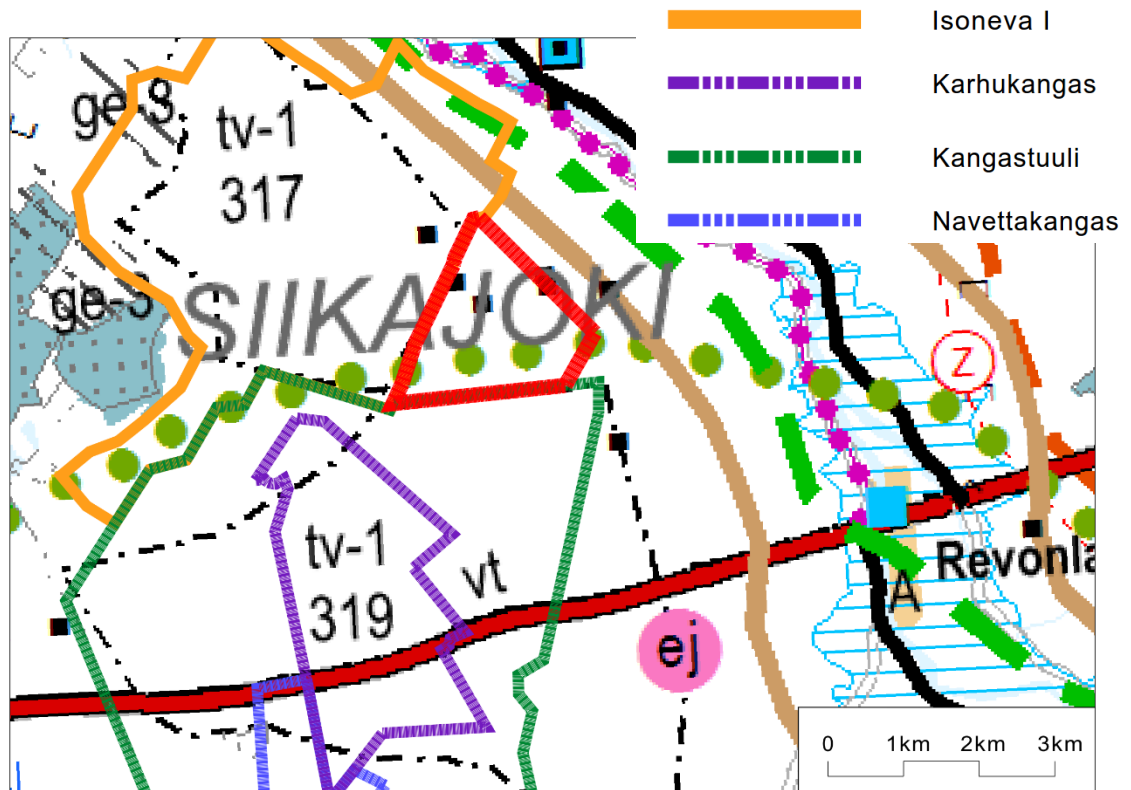 Isoneva I
Karhukangas
Kangastuuli
Navettakangas
ge-3
tv-1
317
ge-3
SIIKAJOKI
Z
tv-1
319
vt
ej
A
Revonla
0 1km 2km 3km